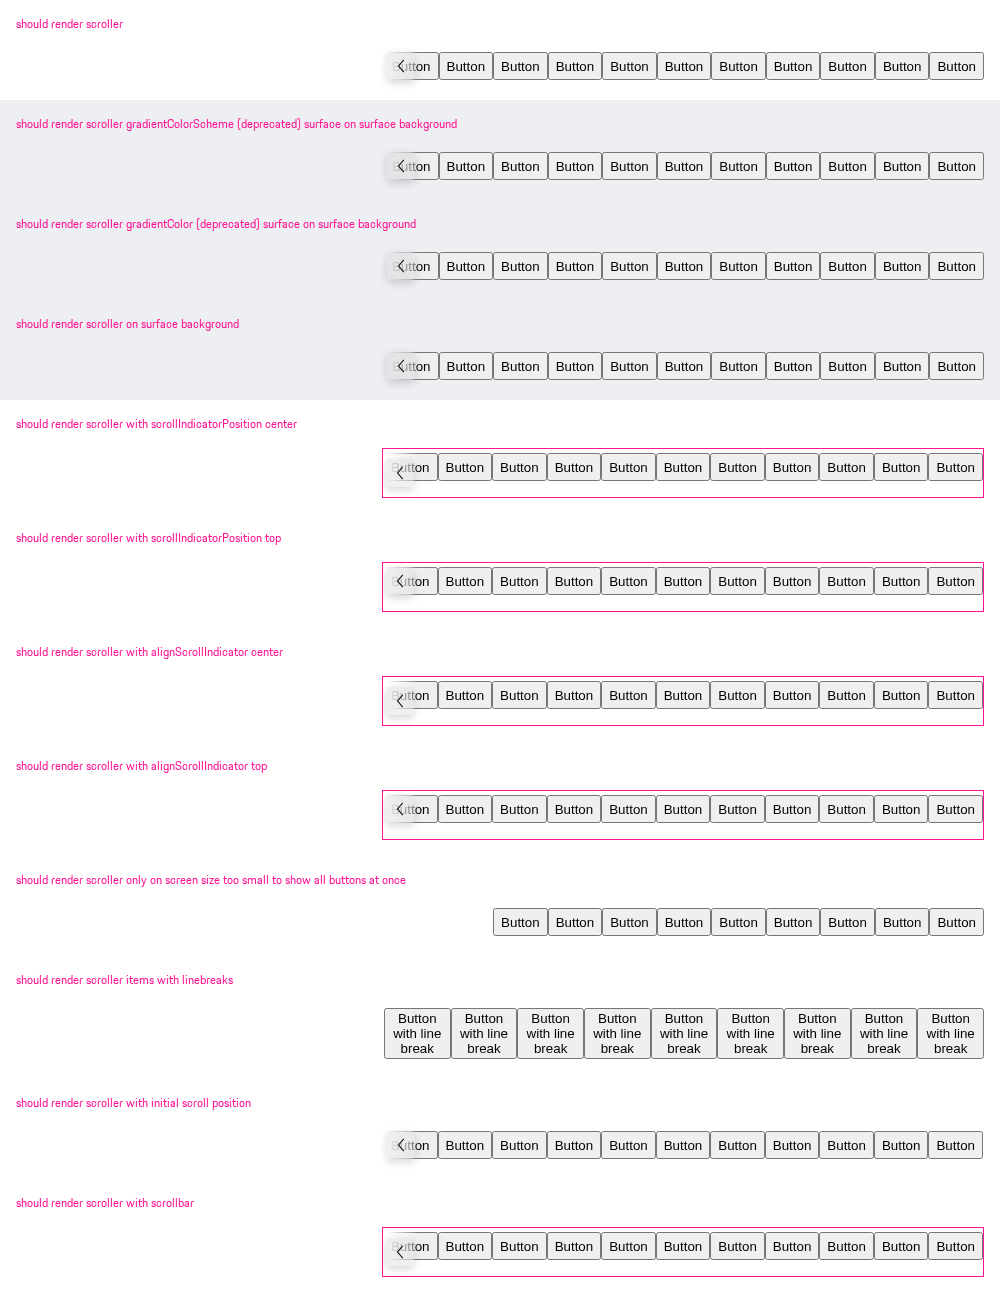 should render scroller
Button Button Button Button Button Button Button Button Button Button Button
should render scroller gradientColorScheme (deprecated) surface on surface background
Button Button Button Button Button Button Button Button Button Button Button
should render scroller gradientColor (deprecated) surface on surface background
Button Button Button Button Button Button Button Button Button Button Button
should render scroller on surface background
Button Button Button Button Button Button Button Button Button Button Button
should render scroller with scrollIndicatorPosition center
Button Button Button Button Button Button Button Button Button Button Button
should render scroller with scrollIndicatorPosition top
Button Button Button Button Button Button Button Button Button Button Button
should render scroller with alignScrollIndicator center
Button Button Button Button Button Button Button Button Button Button Button
should render scroller with alignScrollIndicator top
Button Button Button Button Button Button Button Button Button Button Button
should render scroller only on screen size too small to show all buttons at once
Button Button Button Button Button Button Button Button Button
should render scroller items with linebreaks
Button Button Button Button Button Button Button Button Button
with line with line with line with line with line with line with line with line with line
break break break break break break break break break
should render scroller with initial scroll position
Button Button Button Button Button Button Button Button Button Button Button
should render scroller with scrollbar
Button Button Button Button Button Button Button Button Button Button Button